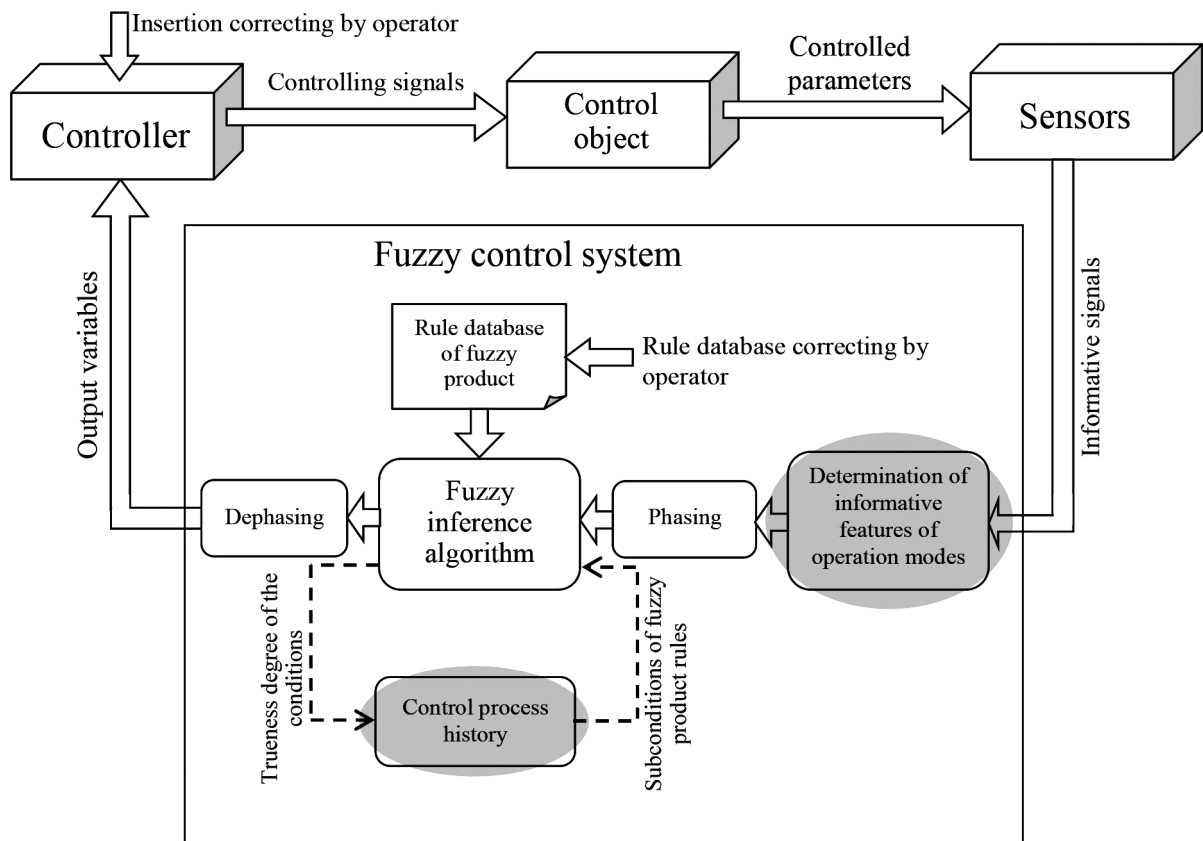 Insertion correcting by operator
Controller
Controlling signals
Control
object
Controlled
parameters
Sensors
Output variables
Fuzzy control system
Informative signals
Rule database
of fuzzy
product
Rule database correcting by
operator
Dephasing
Fuzzy
inference
algorithm
Phasing
Determination of
informative
features of
operation modes
Trueness degree of the
conditions
Control process
history
Subconditions of fuzzy
product rules